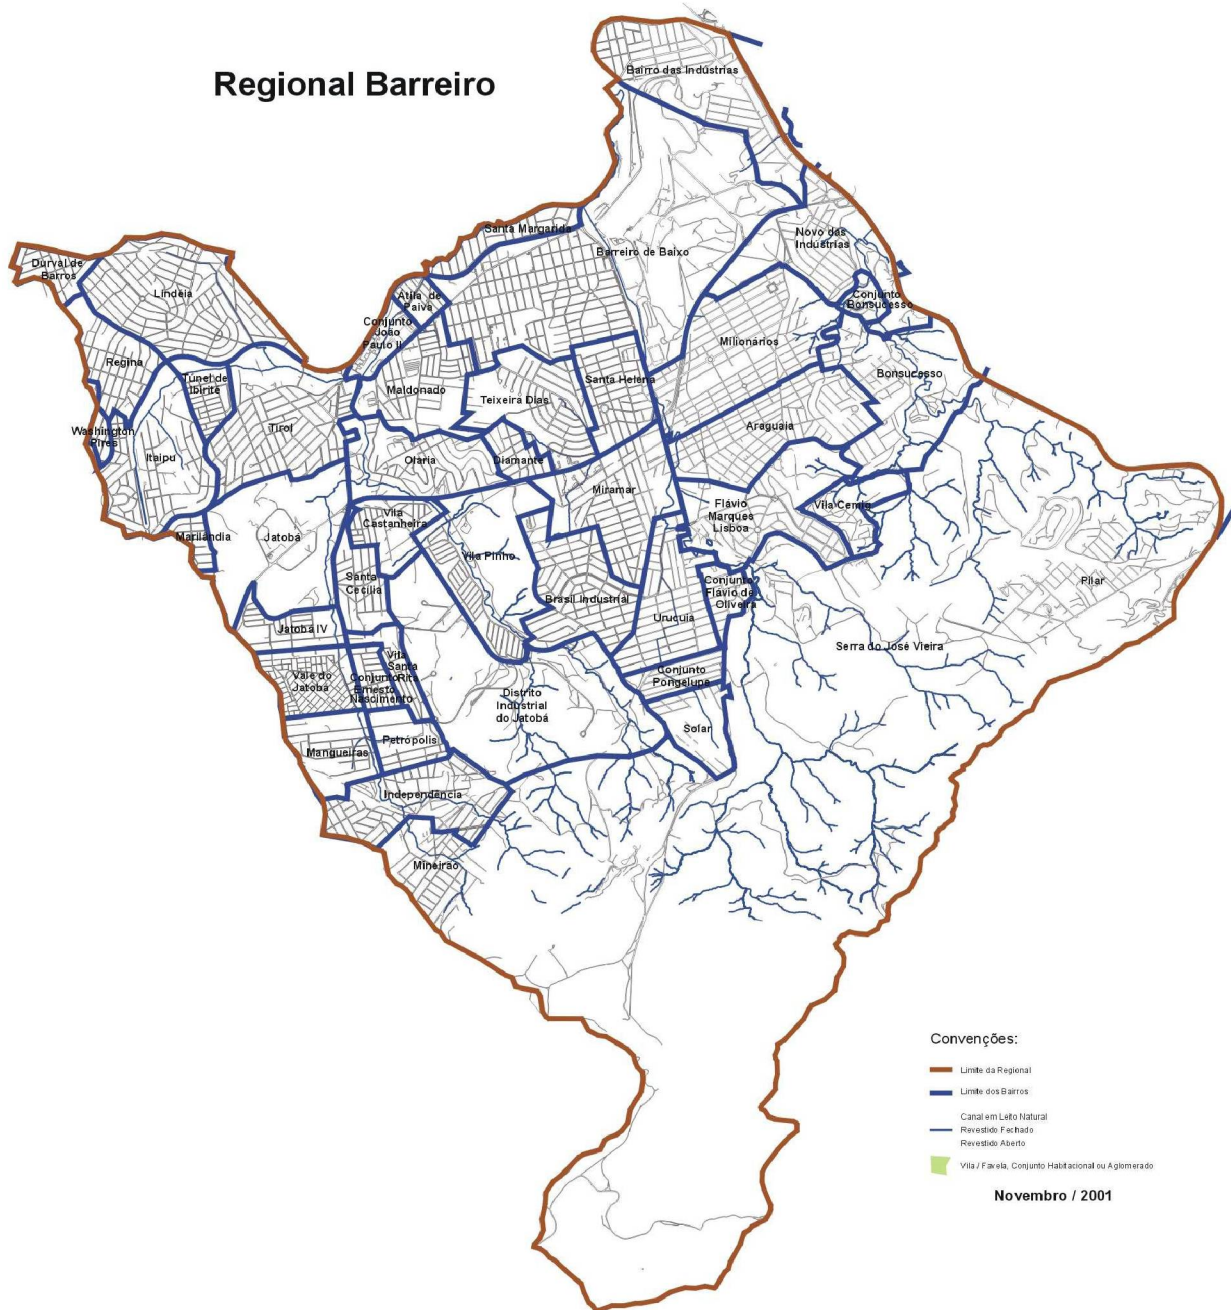 Regional Barreiro
Bairro das Indústrias
Santa Margarida
Barreiro de Baixo
Novo das
Indústrias
Durval de
Barros
Lindéia
Átila de
Paiva
Conjunto
Bonsucesso
Conjunto
João
Paulo II
Milionários
Regina
Túnel de
Ibirité
Maldonado
Teixeira Dias
Santa Helena
Bonsucesso
Washington
Pires
Tirol
Araguaia
Itaipu
Olaria
Diamante
Miramar
Flávio
Marques
Lisboa
Vila Cemig
Marilândia
Jatobá
Vila
Castanheira
Vila Pinho
Santa
Cecília
Brasil Industrial
Conjunto
Flávio de
Oliveira
Pilar
Jatobá IV
Urucuia
Serra do José Vieira
Vale do
Jatobá
Vila
Santa
Rita
Conjunto
Ernesto
Nascimento
Conjunto
Pongelupe
Distrito
Industrial
do Jatobá
Solar
Mangueiras
Petrópolis
Independência
Mineirão
Convenções:
Limite da Regional
Limite dos Bairros
Canal em Leito Natural
Revestido Fechado
Revestido Aberto
Vila / Favela, Conjunto Habitacional ou Aglomerado
Novembro / 2001